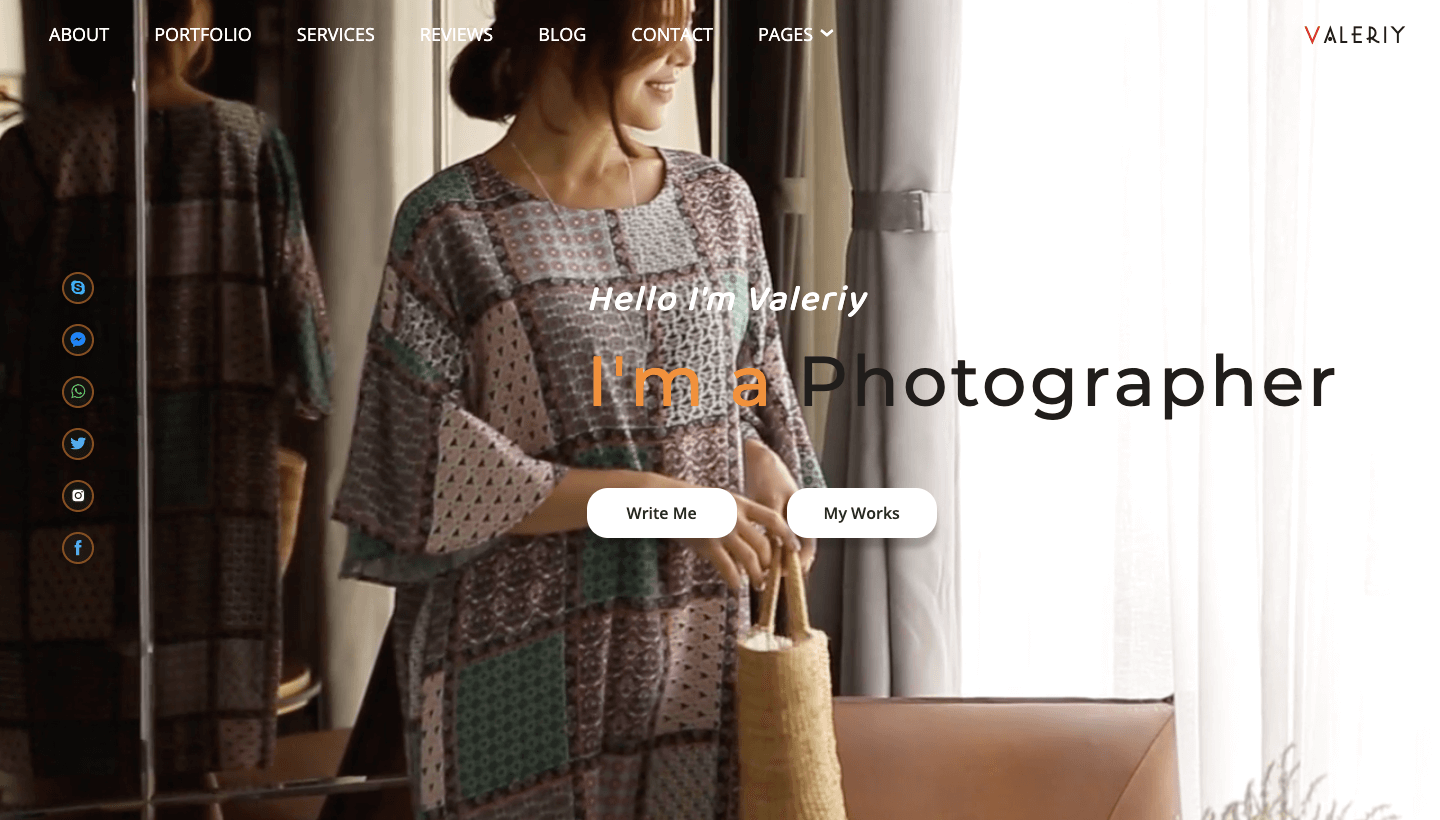 ABOUT PORTFOLIO SERVICES REVIEWS BLOG CONTACT PAGES VALERIY
Hello I'm Valeriy
I'm a Photographer
Write Me My Works